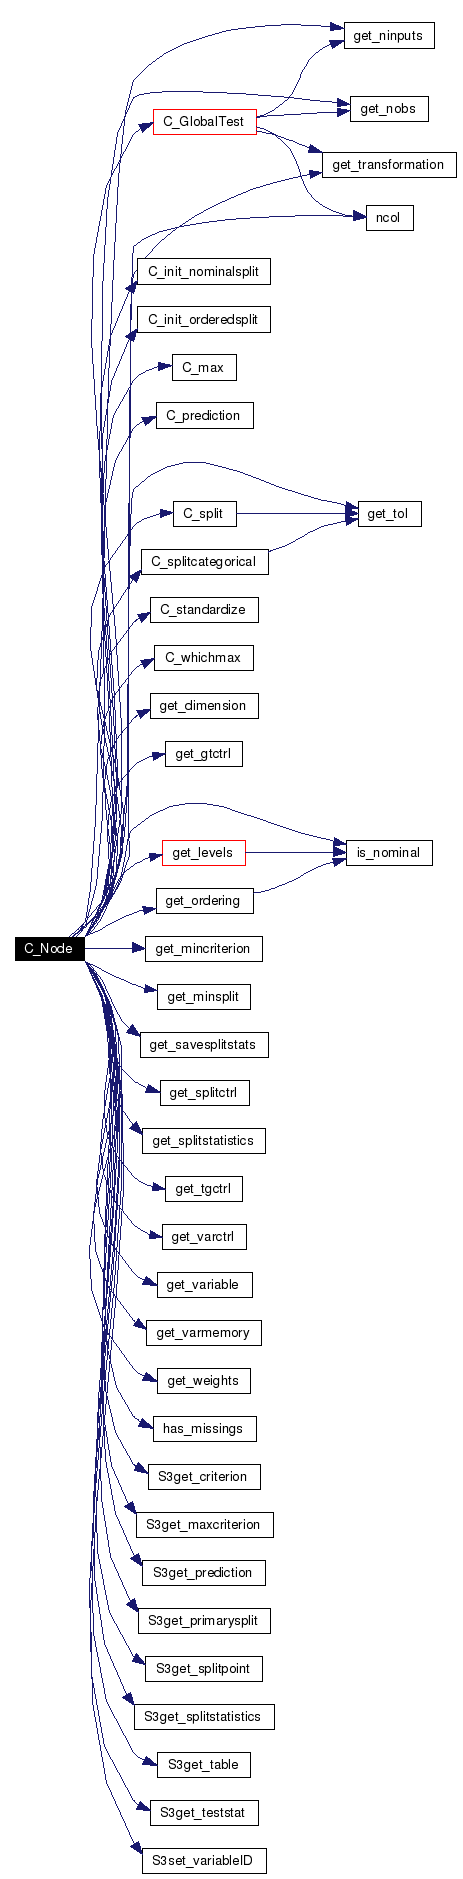 get_ninputs
get_nobs
C_GlobalTest
get_transformation
ncol
C_init_nominalsplit
C_init_orderedsplit
C_max
C_prediction
C_split
get_tol
C_splitcategorical
C_standardize
C_whichmax
get_dimension
get_gtctrl
get_levels
is_nominal
get_ordering
C_Node
get_mincriterion
get_minsplit
get_savesplitstats
get_splitctrl
get_splitstatistics
get_tgctrl
get_varctrl
get_variable
get_varmemory
get_weights
has_missings
S3get_criterion
S3get_maxcriterion
S3get_prediction
S3get_primarysplit
S3get_splitpoint
S3get_splitstatistics
S3get_table
S3get_teststat
S3set_variableID